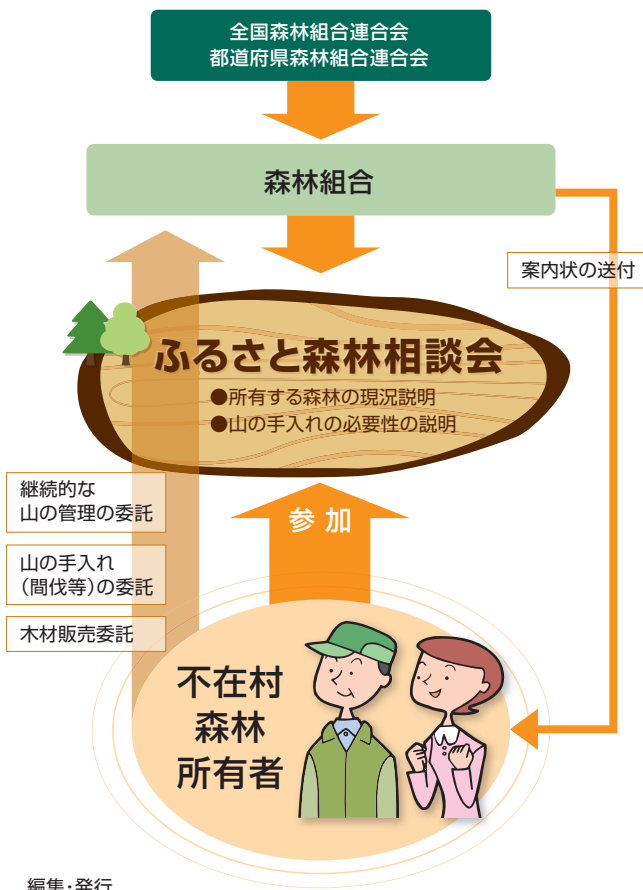 全国森林組合連合会
都道府県森林組合連合会
森林組合
案内状の送付
ふるさと森林相談会
●所有する森林の現況説明
●山の手入れの必要性の説明
継続的な
山の管理の委託
参加
山の手入れ
(間伐等)の委託
木材販売委託
不在村
森林
所有者
編集・発行